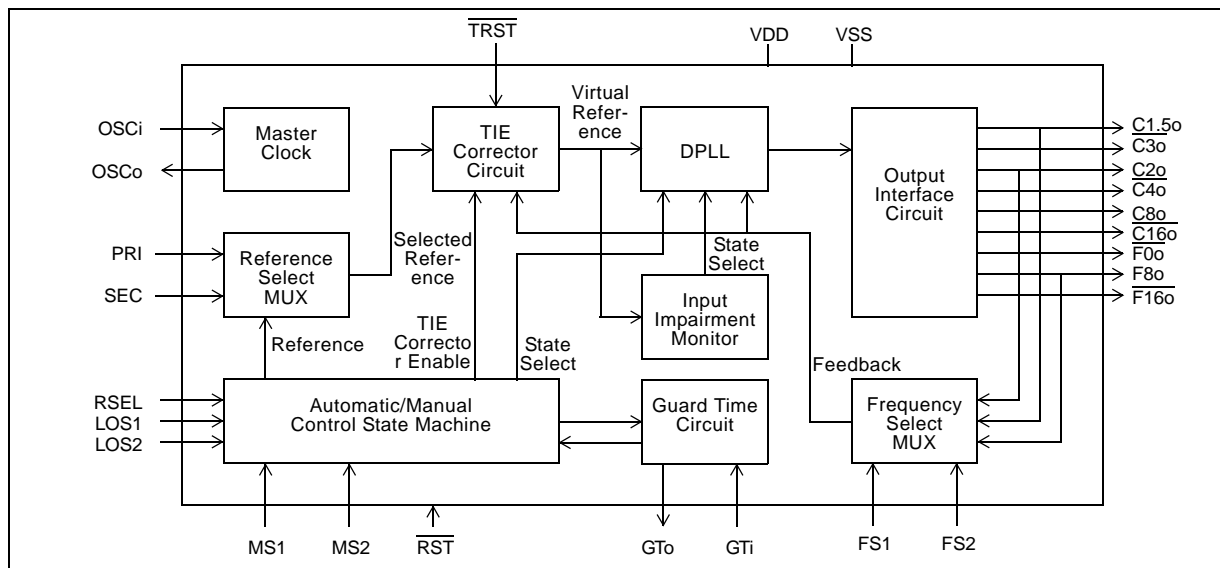 TRST
VDD
VSS
OSCi
OSCo
Master
Clock
TIE
Corrector
Circuit
Virtual
Refer-
ence
DPLL
Output
Interface
Circuit
C1.5o
C3o
C2o
C4o
C8o
C16o
F0o
F8o
F16o
PRI
SEC
Reference
Select
MUX
Selected
Refer-
ence
State
Select
Input
Impairment
Monitor
Reference
TIE
Correcto
r Enable
State
Select
Feedback
RSEL
LOS1
LOS2
Automatic/Manual
Control State Machine
Guard Time
Circuit
Frequency
Select
MUX
MS1
MS2
RST
GTo
GTi
FS1
FS2